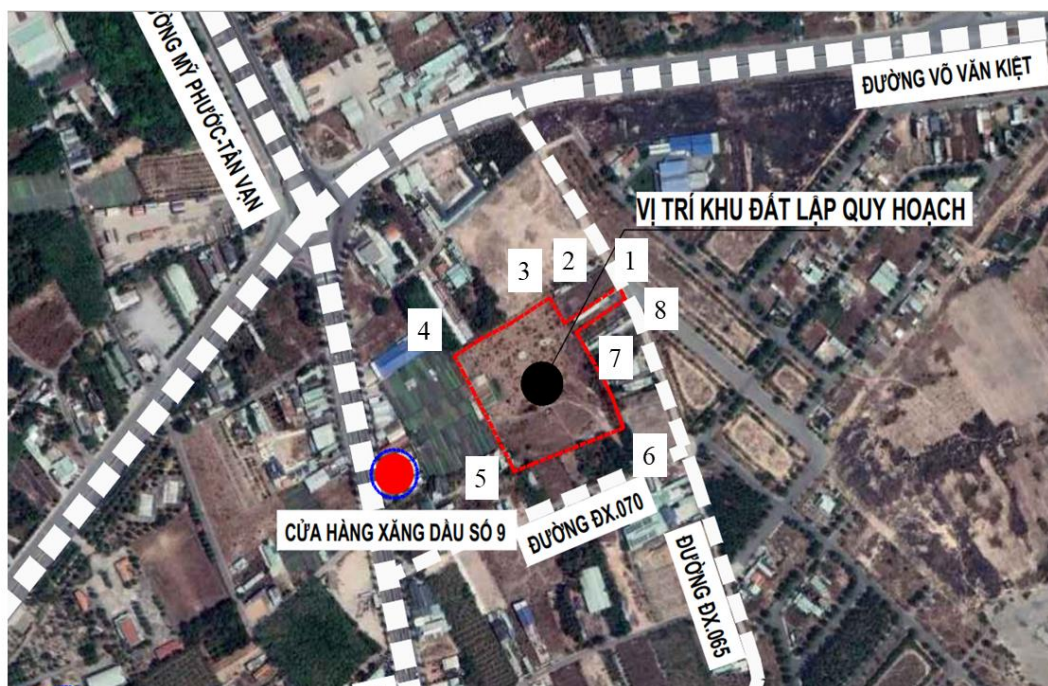 ĐƯỜNG MỸ PHƯỚC-TÂN VẠN
ĐƯỜNG VÕ VĂN KIỆT
VỊ TRÍ KHU ĐẤT LẬP QUY HOẠCH
3
2
1
8
4
7
5
6
CỬA HÀNG XĂNG DẦU SỐ 9
ĐƯỜNG ĐX.070
ĐƯỜNG ĐX.065